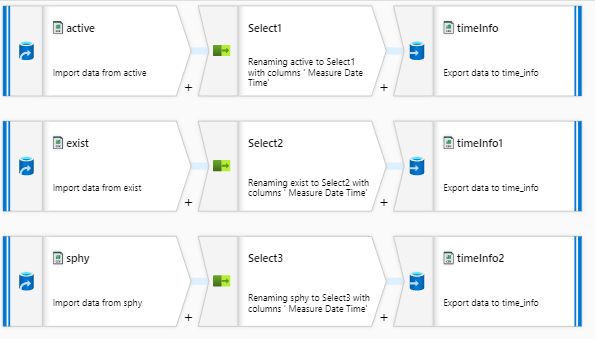 active
Import data from active
+
Select1
Renaming active to Select1
with columns ' Measure Date
Time'
+
timeInfo
Export data to time_info
exist
Import data from exist
+
Select2
Renaming exist to Select2 with
columns ' Measure Date Time'
+
timeInfo1
Export data to time_info
sphy
Import data from sphy
+
Select3
Renaming sphy to Select3 with
columns ' Measure Date Time'
+
timeInfo2
Export data to time_info